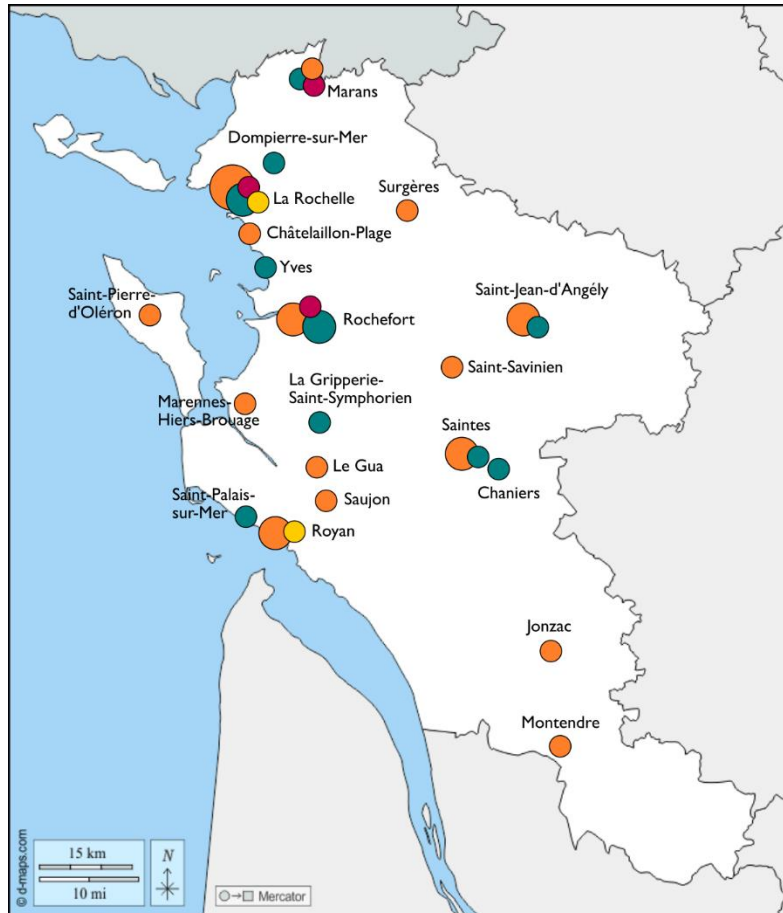 Marans
Dompierre-sur-Mer
Surgères
La Rochelle
Châtelaillon-Plage
Yves
Saint-Pierre-
d'Oléron
Saint-Jean-d'Angély
Rochefort
Saint-Savinien
La Gripperie-
Saint-Symphorien
Marennes-
Hiers-Brouage
Saintes
Le Gua
Chaniers
Saujon
Saint-Palais-
sur-Mer
Royan
Jonzac
Montendre
© d-maps.com
15 km
10 mi
N
Mercator